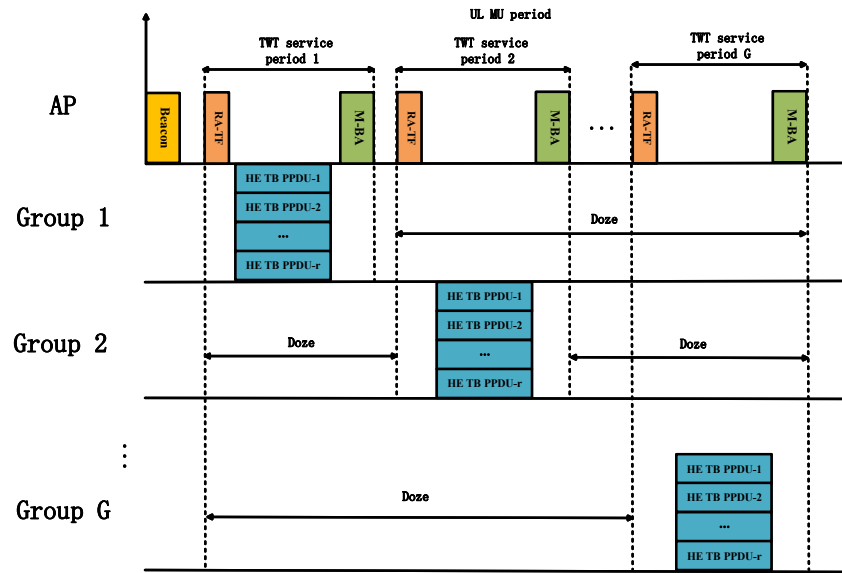 UL MU period
TWT service
period 1
TWT service
period 2
TWT service
period G
AP
Beacon
RA-TF
M-BA
RA-TF
M-BA
...
RA-TF
M-BA
Group 1
HE TB PPDU-1
HE TB PPDU-2
...
HE TB PPDU-r
Doze
Group 2
Doze
HE TB PPDU-1
HE TB PPDU-2
...
HE TB PPDU-r
Doze
...
Group G
Doze
HE TB PPDU-1
HE TB PPDU-2
...
HE TB PPDU-r